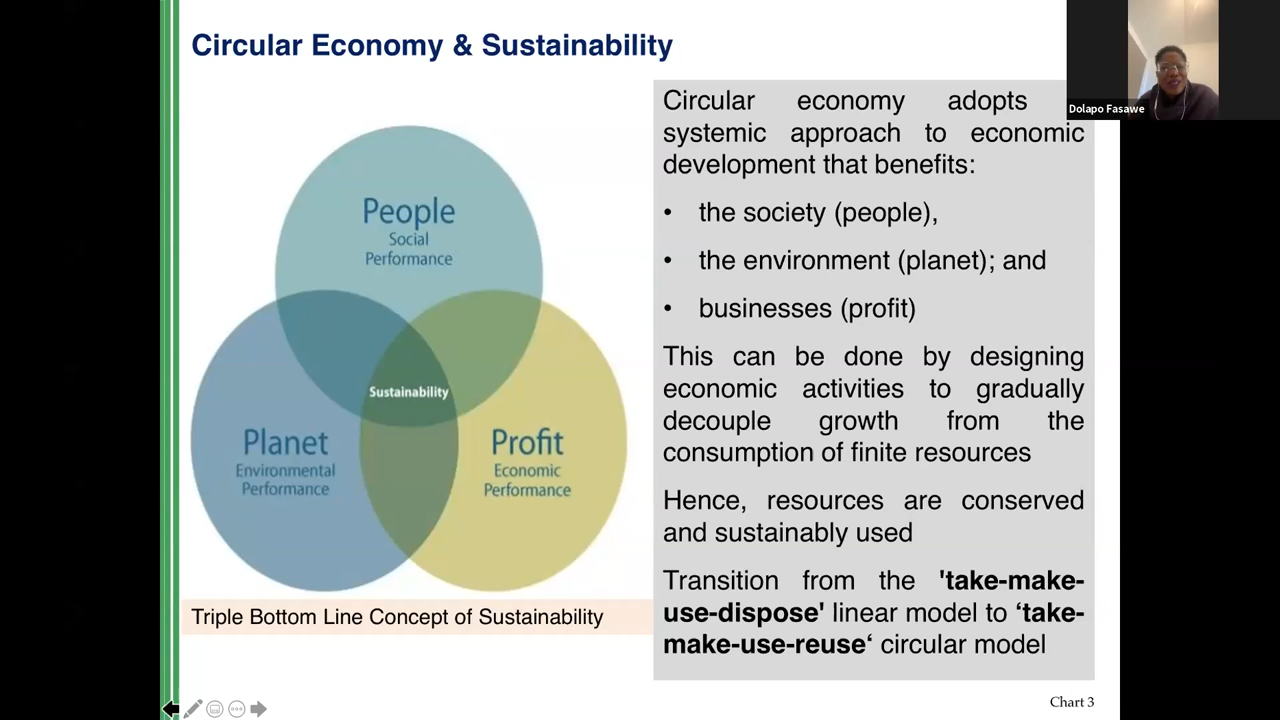 Circular Economy & Sustainability
Dolapo Fasawe
People
Social
Performance
Sustainability
Planet
Environmental
Performance
Profit
Economic
Performance
Triple Bottom Line Concept of Sustainability
Circular economy adopts
systemic approach to economic
development that benefits:
• the society (people),
• the environment (planet); and
• businesses (profit)
This can be done by designing
economic activities to gradually
decouple growth from the
consumption of finite resources
Hence, resources are conserved
and sustainably used
Transition from the 'take-make-
use-dispose' linear model to ‘take-
make-use-reuse‘ circular model
Chart 3